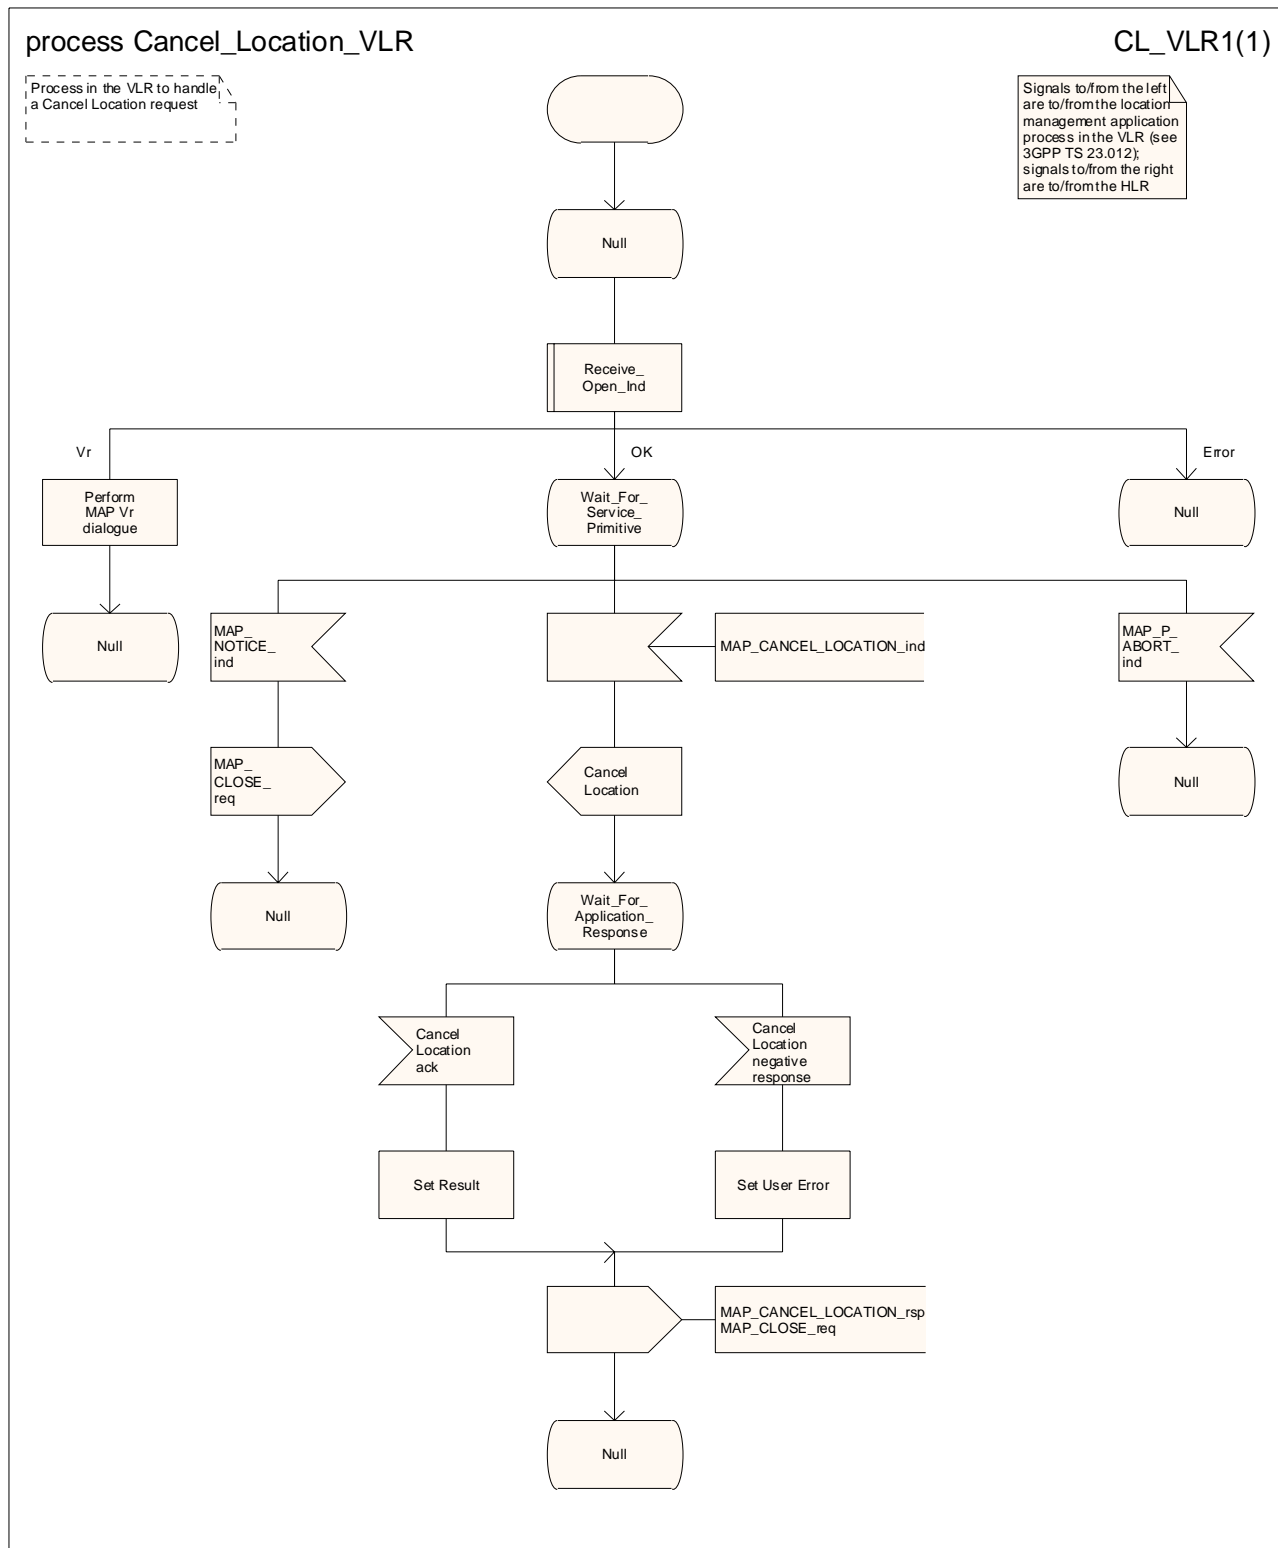 process Cancel_Location_VLR
CL_VLR1(1)
Process in the VLR to handle
a Cancel Location request
Signals to/from the left
are to/from the location
management application
process in the VLR (see
3GPP TS 23.012);
signals to/from the right
are to/from the HLR
Null
Receive_
Open_Ind
Vr
OK
Error
Perform
MAP Vr
dialogue
Wait_For_
Service_
Primitive
Null
Null
MAP_
NOTICE_
ind
MAP_CANCEL_LOCATION_ind
MAP_P_
ABORT_
ind
MAP_
CLOSE_
req
Cancel
Location
Null
Null
Wait_For_
Application_
Response
Cancel
Location
ack
Cancel
Location
negative
response
Set Result
Set User Error
MAP_CANCEL_LOCATION_rsp
MAP_CLOSE_req
Null